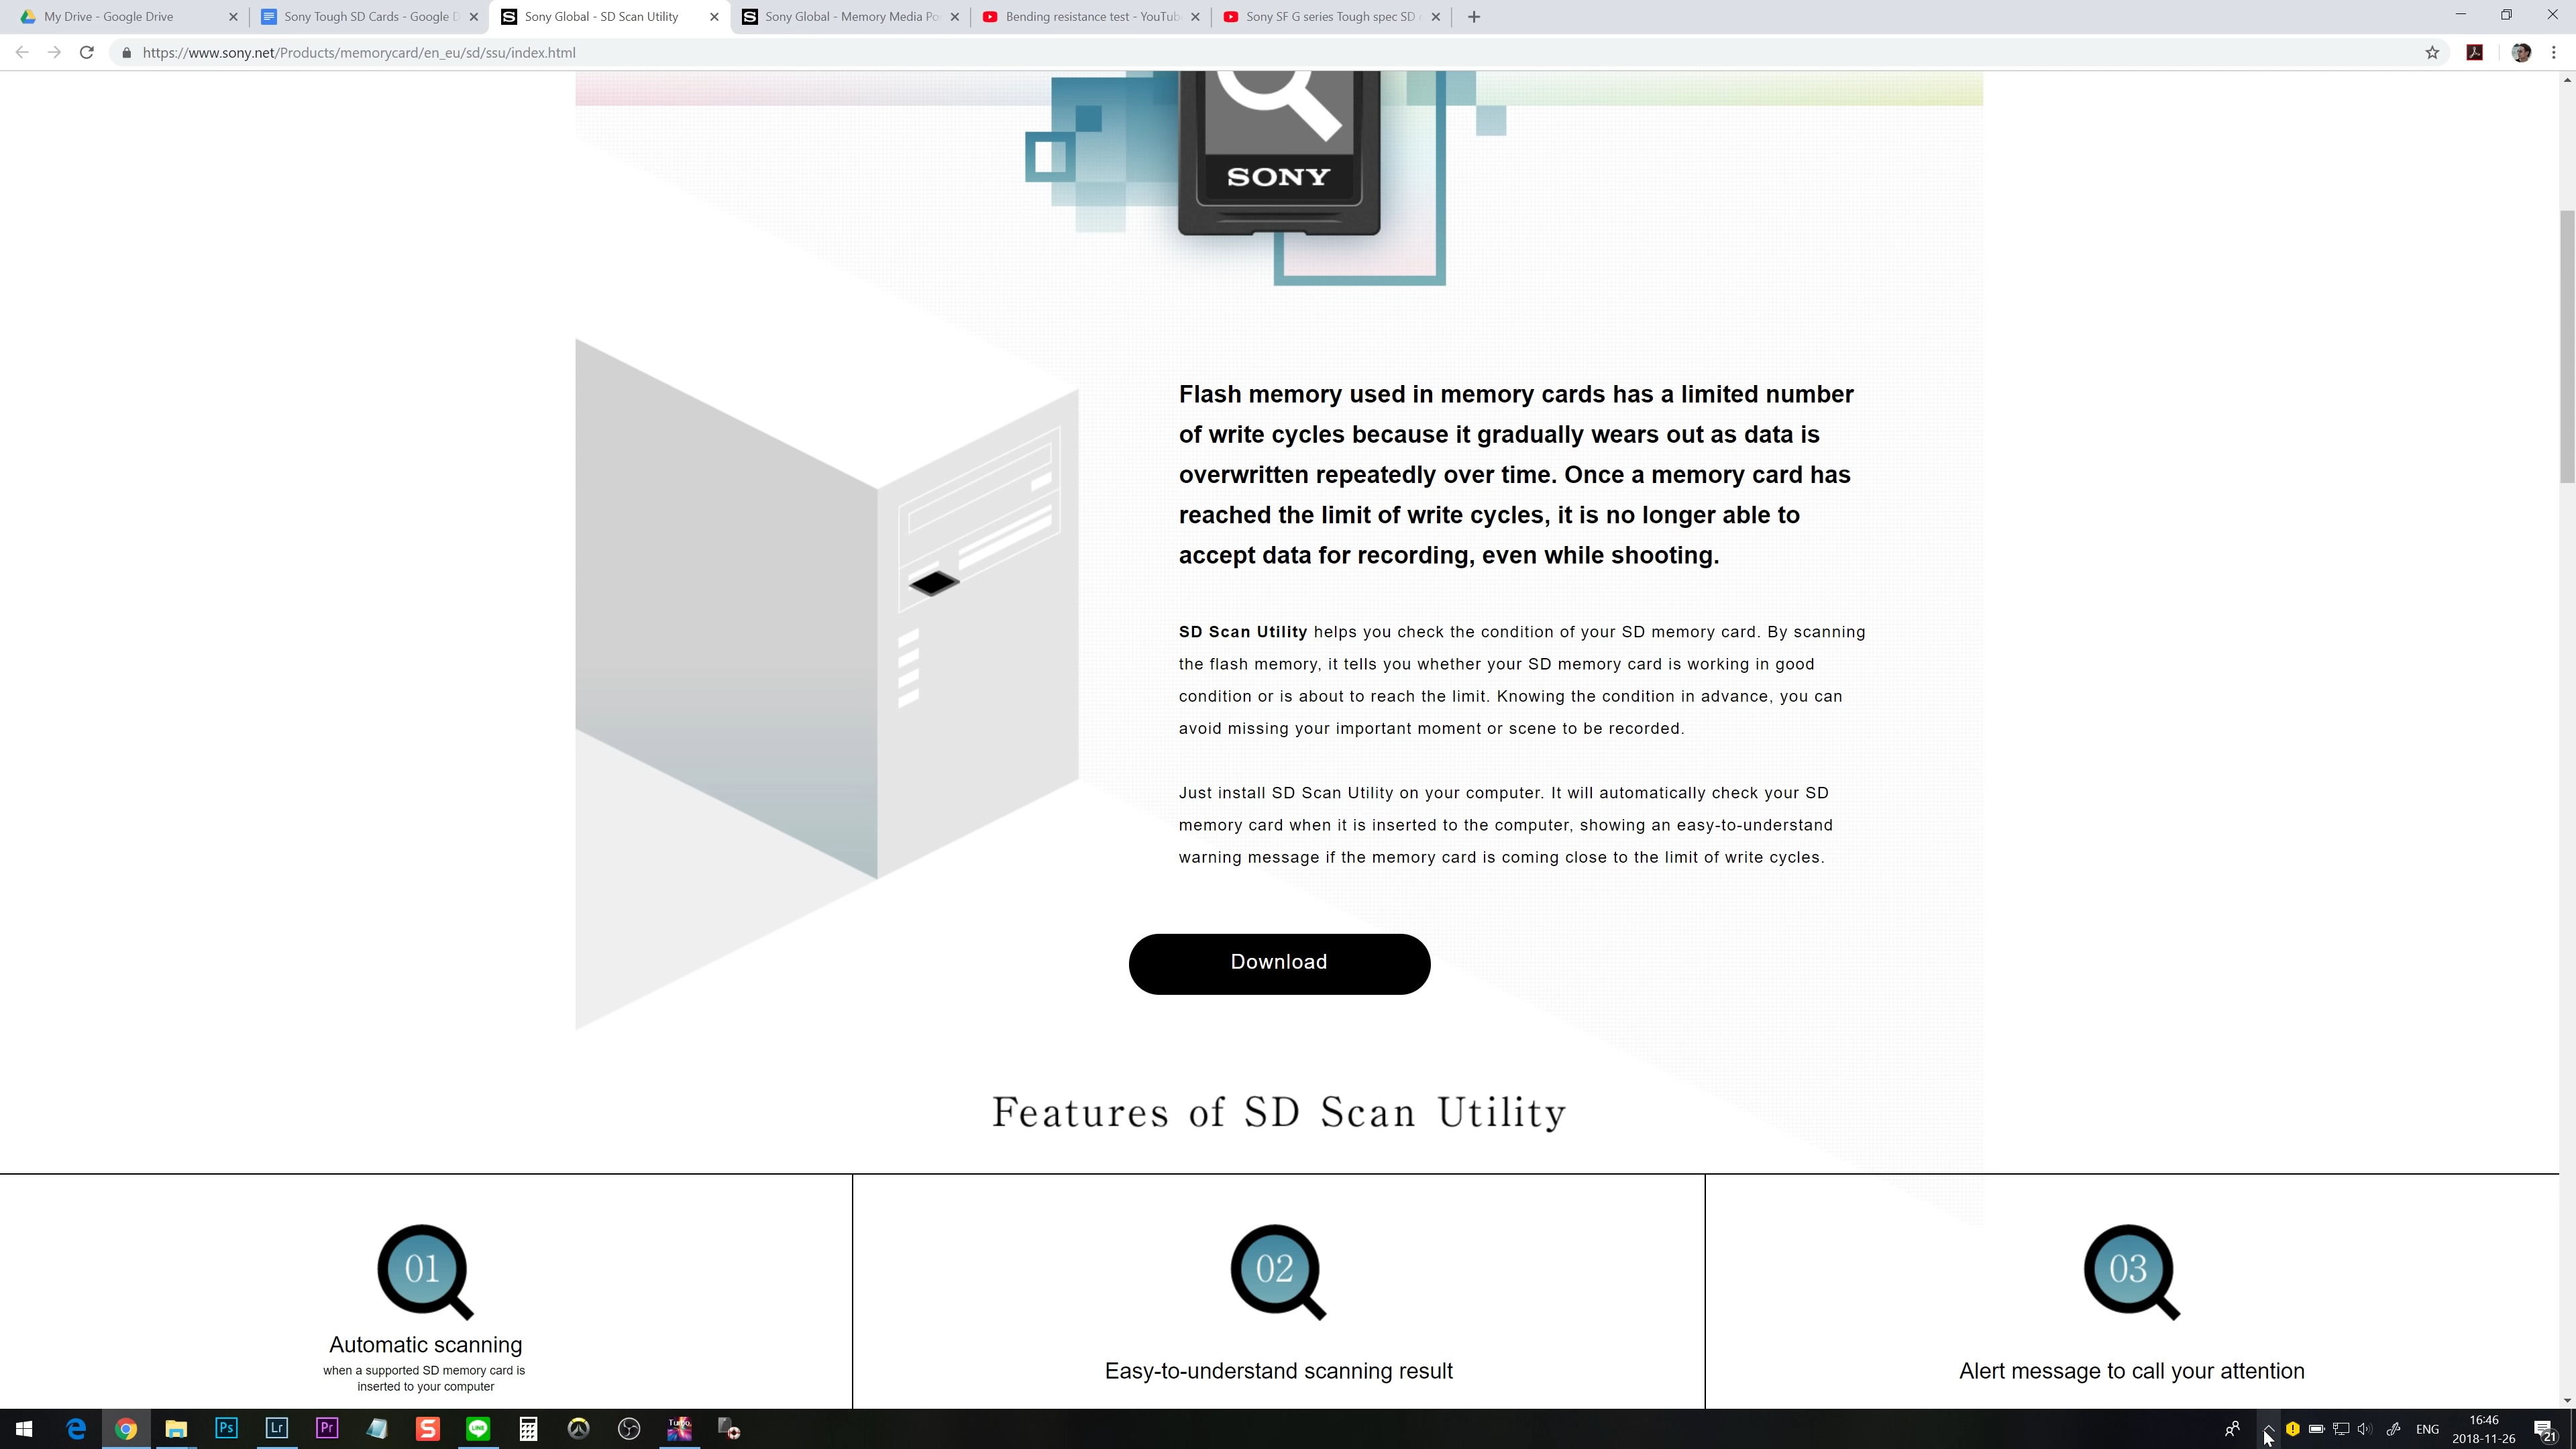 My Drive - Google Drive
Sony Tough SD Cards - Google D
Sony Global - SD Scan Utility
Sony Global - Memory Media Po
Bending resistance test - YouTub
Sony SF G series Tough spec SD
https://www.sony.net/Products/memorycard/en_eu/sd/ssu/index.html
SONY
Flash memory used in memory cards has a limited number
of write cycles because it gradually wears out as data is
overwritten repeatedly over time. Once a memory card has
reached the limit of write cycles, it is no longer able to
accept data for recording, even while shooting.
SD Scan Utility helps you check the condition of your SD memory card. By scanning
the flash memory, it tells you whether your SD memory card is working in good
condition or is about to reach the limit. Knowing the condition in advance, you can
avoid missing your important moment or scene to be recorded.
Just install SD Scan Utility on your computer. It will automatically check your SD
memory card when it is inserted to the computer, showing an easy-to-understand
warning message if the memory card is coming close to the limit of write cycles.
Download
Features of SD Scan Utility
01
Automatic scanning
when a supported SD memory card is
inserted to your computer
02
Easy-to-understand scanning result
03
Alert message to call your attention
Ps
Lr
Pr
S
LINE
Turbo
ENG
16:46
2018-11-26
21